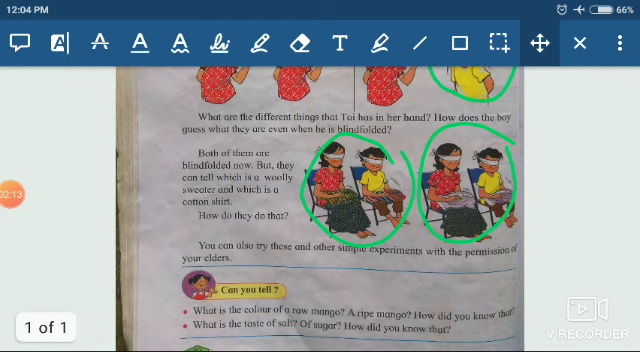 12:04 PM
66%
A
A
A
A
T
What are the different things that Tai has in her hand? How does the boy
guess what they are even when he is blindfolded?
Both of them are
blindfolded now. But, they
can tell which is a woolly
sweater and which is a
cotton shirt.
How do they do that?
02:13
You can also try these and other simple experiments with the permission of
your elders.
Can you tell ?
What is the colour of a raw mango? A ripe mango? How did you know that?
What is the taste of salt? Of sugar? How did you know that?
1 of 1
V RECORDER